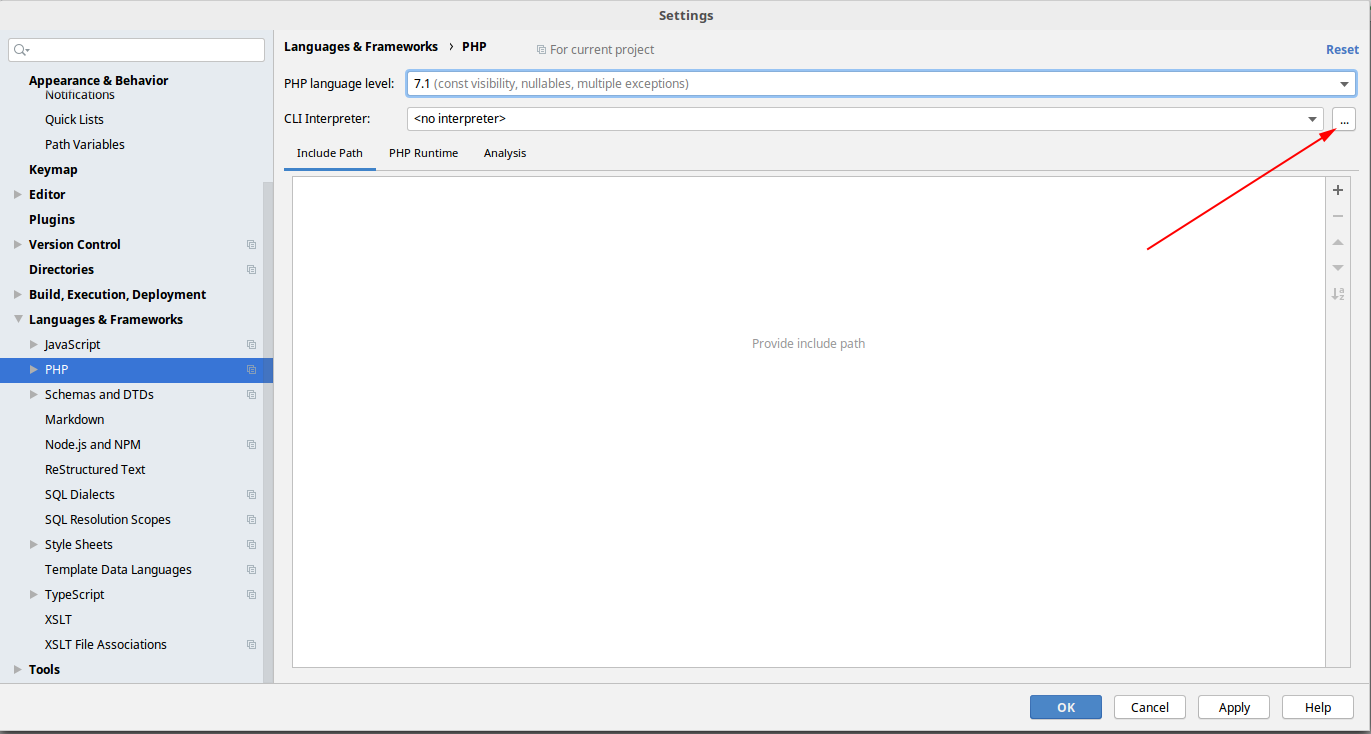 Settings
Appearance & Behavior
Notifications
Quick Lists
Path Variables
Keymap
Editor
Plugins
Version Control
Directories
Build, Execution, Deployment
Languages & Frameworks
JavaScript
PHP
Schemas and DTDs
Markdown
Node.js and NPM
ReStructured Text
SQL Dialects
SQL Resolution Scopes
Style Sheets
Template Data Languages
TypeScript
XSLT
XSLT File Associations
Tools
Languages & Frameworks › PHP For current project Reset
PHP language level: 7.1 (const visibility, nullables, multiple exceptions)
CLI Interpreter: <no interpreter> ...
Include Path PHP Runtime Analysis
Provide include path
OK Cancel Apply Help